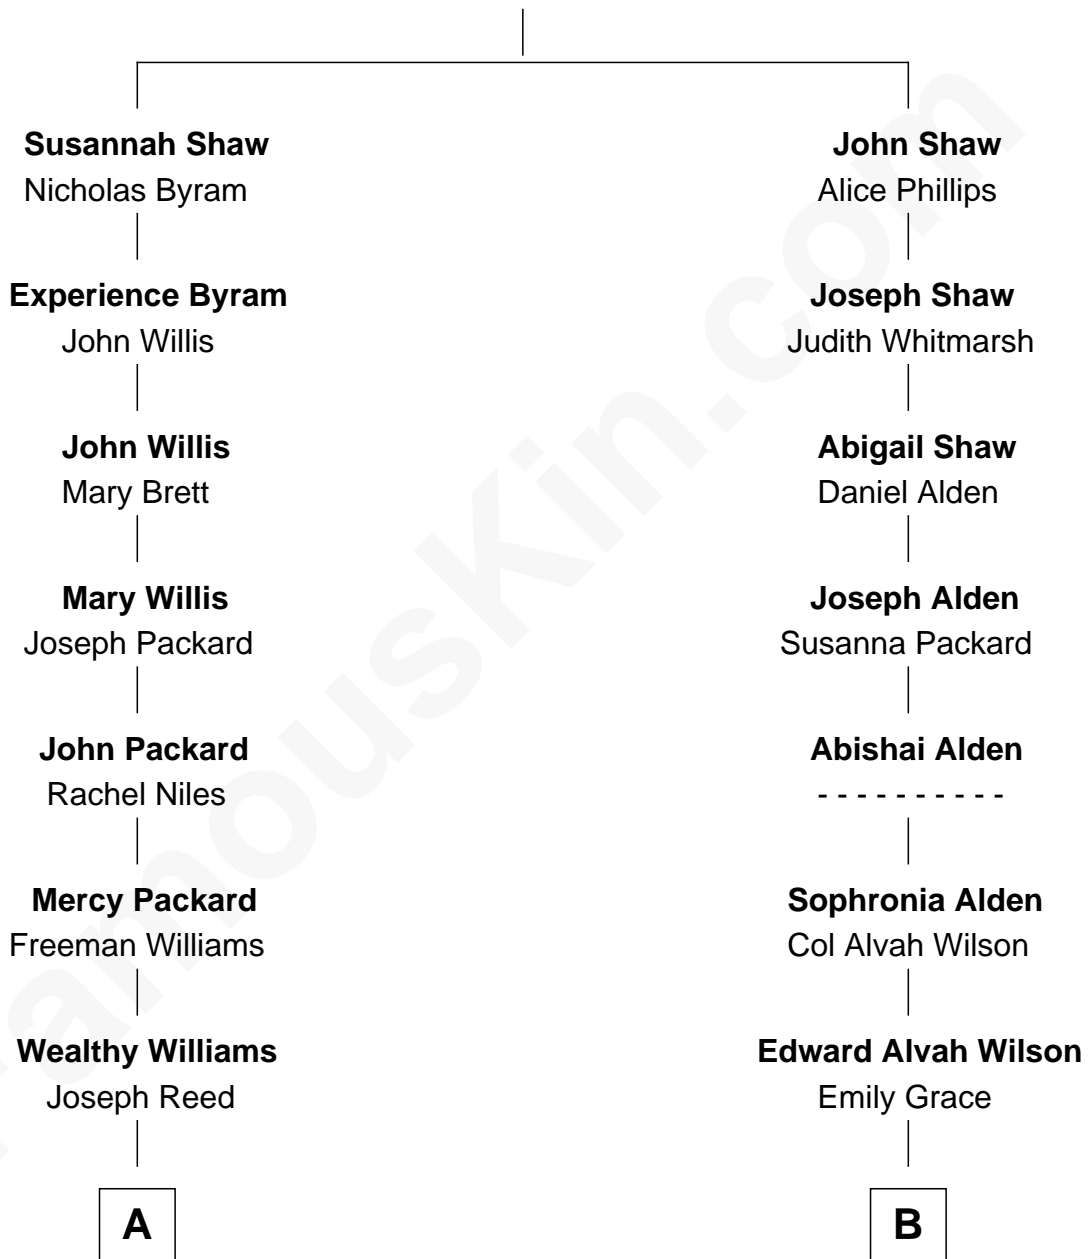 Susannah Shaw
Nicholas Byram
Experience Byram
John Willis
John Willis
Mary Brett
Mary Willis
Joseph Packard
John Packard
Rachel Niles
Mercy Packard
Freeman Williams
Wealthy Williams
Joseph Reed
A
John Shaw
Alice Phillips
Joseph Shaw
Judith Whitmarsh
Abigail Shaw
Daniel Alden
Joseph Alden
Susanna Packard
Abishai Alden
- - - - - - - - - -
Sophronia Alden
Col Alvah Wilson
Edward Alvah Wilson
Emily Grace
B
FamousKin.com